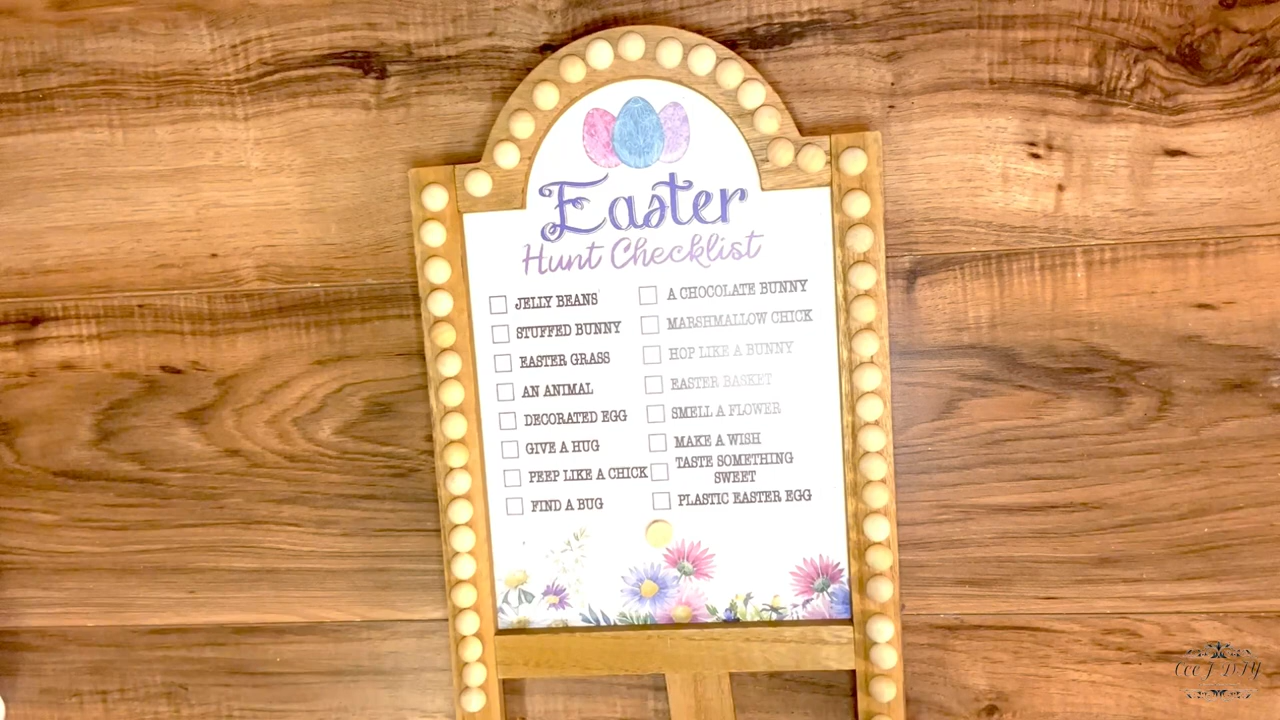 Easter
Hunt Checklist
JELLY BEANS
STUFFED BUNNY
EASTER GRASS
AN ANIMAL
DECORATED EGG
GIVE A HUG
PEEP LIKE A CHICK
FIND A BUG
A CHOCOLATE BUNNY
MARSHMALLOW CHICK
HOP LIKE A BUNNY
EASTER BASKET
SMELL A FLOWER
MAKE A WISH
TASTE SOMETHING
SWEET
PLASTIC EASTER EGG